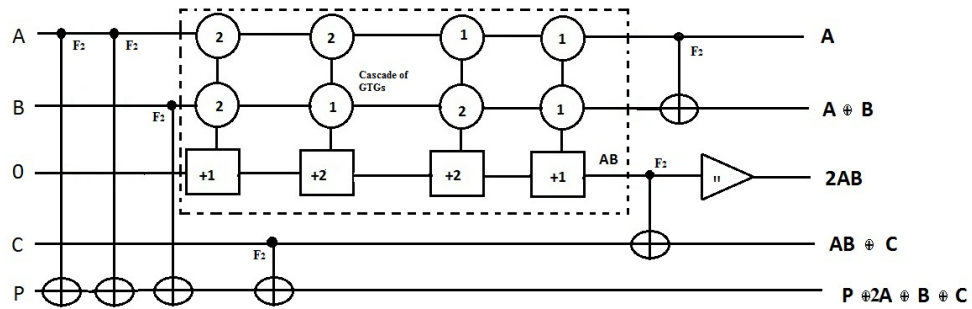 A F₂ F₂ 2 2 1 1 F₂ A
Cascade of
GTGs
B F₂ 2 1 2 1 A ⊕ B
0 +1 +2 +2 +1 AB F₂ " 2AB
C F₂ AB ⊕ C
P P ⊕2A ⊕ B ⊕ C